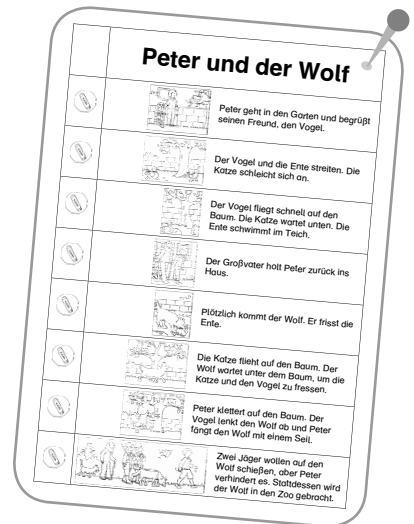 Peter und der Wolf
Peter geht in den Garten und begrüßt
seinen Freund, den Vogel.
Der Vogel und die Ente streiten. Die
Katze schleicht sich an.
Der Vogel fliegt schnell auf den
Baum. Die Katze wartet unten. Die
Ente schwimmt im Teich.
Der Großvater holt Peter zurück ins
Haus.
Plötzlich kommt der Wolf. Er frisst die
Ente.
Die Katze flieht auf den Baum. Der
Wolf wartet unter dem Baum, um die
Katze und den Vogel zu fressen.
Peter klettert auf den Baum. Der
Vogel lenkt den Wolf ab und Peter
fängt den Wolf mit einem Seil.
Zwei Jäger wollen auf den
Wolf schießen, aber Peter
verhindert es. Stattdessen wird
der Wolf in den Zoo gebracht.